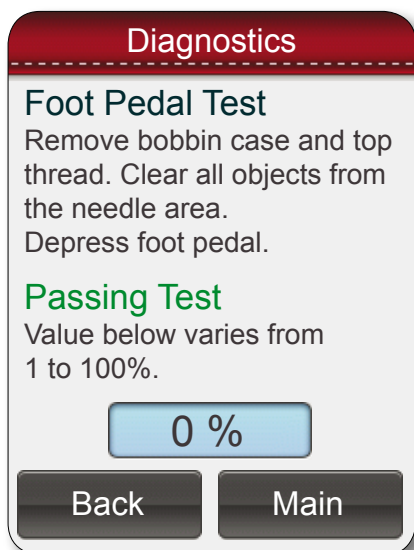 Diagnostics
Foot Pedal Test
Remove bobbin case and top
thread. Clear all objects from
the needle area.
Depress foot pedal.
Passing Test
Value below varies from
1 to 100%.
0 %
Back
Main